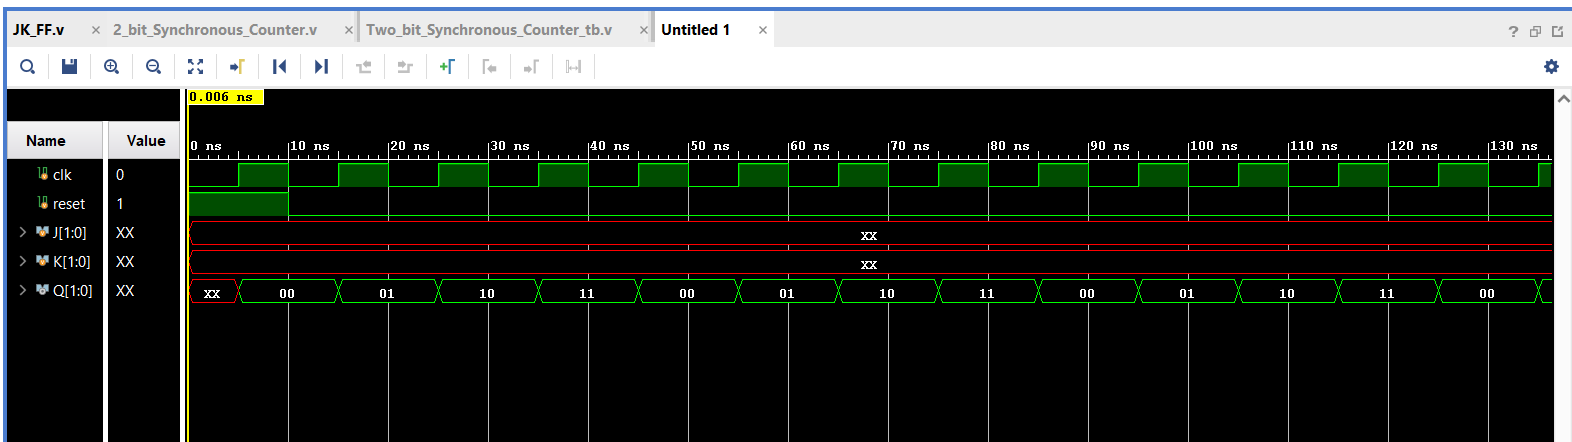 JK_FF.v × 2_bit_Synchronous_Counter.v × Two_bit_Synchronous_Counter_tb.v × Untitled 1 ×
?
0.006 ns
Name Value
0 ns 10 ns 20 ns 30 ns 40 ns 50 ns 60 ns 70 ns 80 ns 90 ns 100 ns 110 ns 120 ns 130 ns
clk 0
reset 1
J[1:0] XX XX
K[1:0] XX XX
Q[1:0] XX XX 00 01 10 11 00 01 10 11 00 01 10 11 00